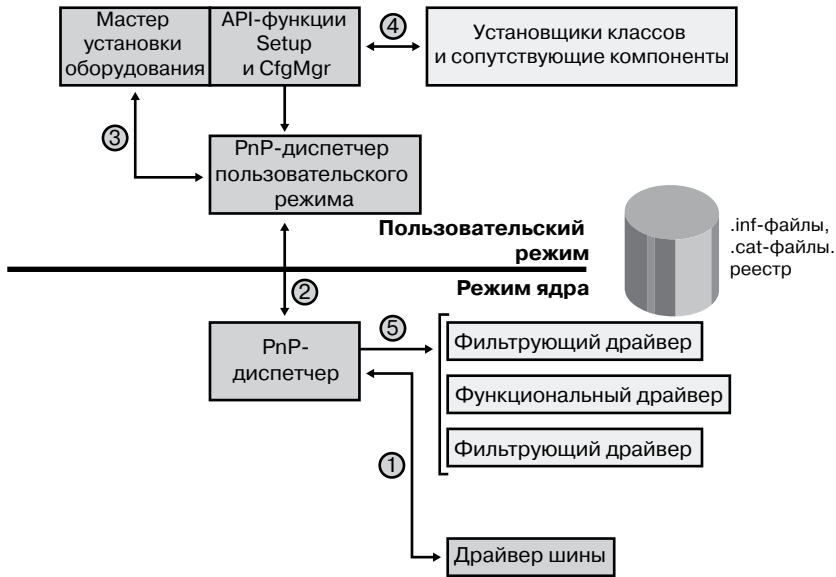 Мастер
установки
оборудования
API-функции
Setup
и CfgMgr
4
Установщики классов
и сопутствующие компоненты
3
PnP-диспетчер
пользовательского
режима
Пользовательский
режим
.inf-файлы,
.cat-файлы.
реестр
2
Режим ядра
PnP-
диспетчер
5
Фильтрующий драйвер
Функциональный драйвер
Фильтрующий драйвер
1
Драйвер шины